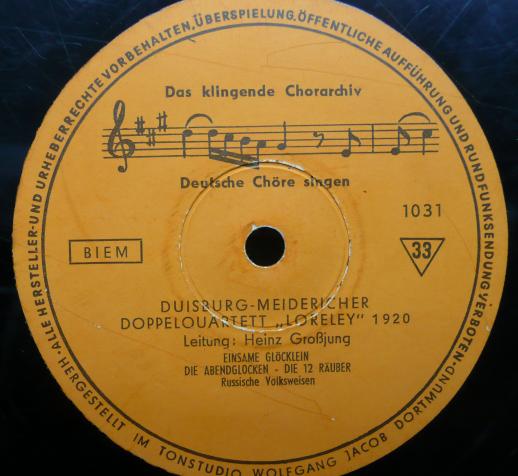 ALLE HERSTELLER-UND URHEBERRECHTE VORBEHALTEN, ÜBERSPIELUNG, ÖFFENTLICHE AUFFÜHRUNG UND RUNDFUNKSENDUNG VERBOTEN·
Das klingende Chorarchiv
Deutsche Chöre singen
BIEM
1031
33
DUISBURG-MEIDERICHER
DOPPELQUARTETT „LORELEY" 1920
Leitung: Heinz Großjung
EINSAME GLÖCKLEIN
DIE ABENDGLOCKEN - DIE 12 RÄUBER
Russische Volksweisen
HERGESTELLT IM TONSTUDIO WOLFGANG JACOB DORTMUND·